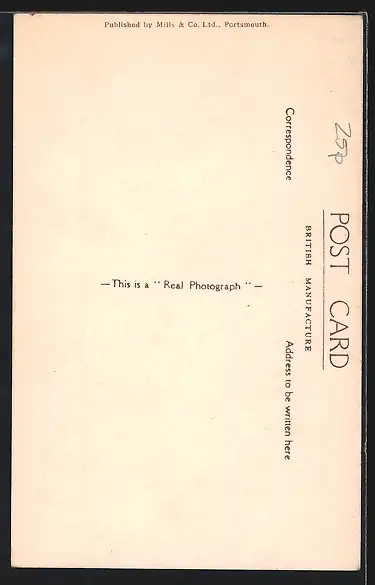 Published by Mills & Co. Ltd., Portsmouth.
25p
POST CARD
BRITISH MANUFACTURE
Correspondence
Address to be written here
—This is a "Real Photograph"—